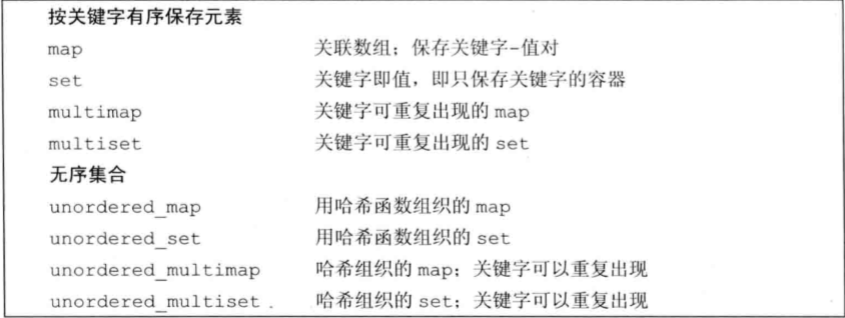 按关键字有序保存元素
map 关联数组；保存关键字-值对
set 关键字即值，即只保存关键字的容器
multimap 关键字可重复出现的 map
multiset 关键字可重复出现的 set
无序集合
unordered_map 用哈希函数组织的 map
unordered_set 用哈希函数组织的 set
unordered_multimap 哈希组织的 map；关键字可以重复出现
unordered_multiset 哈希组织的 set；关键字可以重复出现